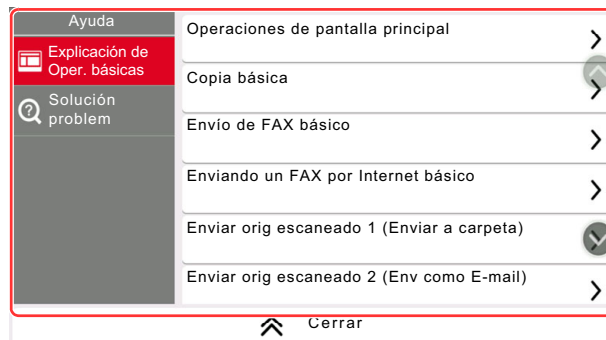 Ayuda
Explicación de
Oper. básicas
Solución
problem
Operaciones de pantalla principal
Copia básica
Envío de FAX básico
Enviando un FAX por Internet básico
Enviar orig escaneado 1 (Enviar a carpeta)
Enviar orig escaneado 2 (Env como E-mail)
Cerrar